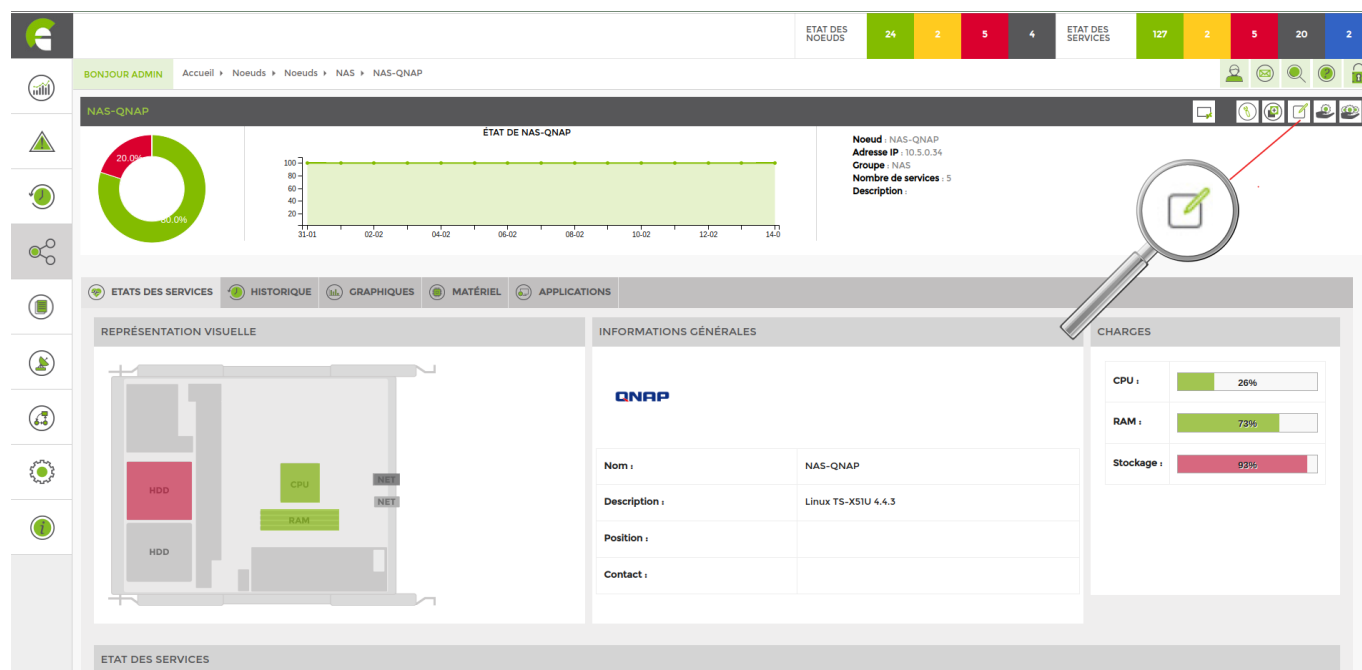 ETAT DES NOEUDS
24 2 5 4
ETAT DES SERVICES
127 2 5 20 2
BONJOUR ADMIN
Accueil Noeuds Noeuds NAS NAS-QNAP
NAS-QNAP
20.0%
80.0%
ÉTAT DE NAS-QNAP
100
80
60
40
20
31-01 02-02 04-02 06-02 08-02 10-02 12-02 14-0
Noeud : NAS-QNAP
Adresse IP : 10.5.0.34
Groupe : NAS
Nombre de services : 5
Description :
ETATS DES SERVICES HISTORIQUE GRAPHIQUES MATÉRIEL APPLICATIONS
REPRÉSENTATION VISUELLE
HDD
HDD
CPU
RAM
NET
NET
INFORMATIONS GÉNÉRALES
QNAP
Nom : NAS-QNAP
Description : Linux TS-X51U 4.4.3
Position :
Contact :
CHARGES
CPU : 26%
RAM : 73%
Stockage : 93%
ETAT DES SERVICES